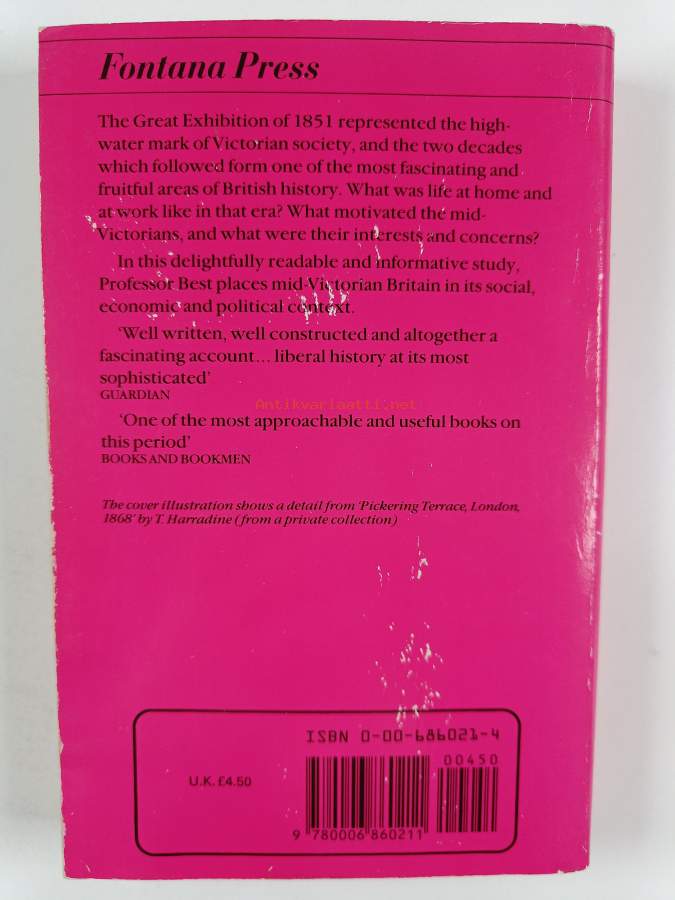 Fontana Press
The Great Exhibition of 1851 represented the high-
water mark of Victorian society, and the two decades
which followed form one of the most fascinating and
fruitful areas of British history. What was life at home and
at work like in that era? What motivated the mid-
Victorians, and what were their interests and concerns?
In this delightfully readable and informative study,
Professor Best places mid-Victorian Britain in its social,
economic and political context.
‘Well written, well constructed and altogether a
fascinating account... liberal history at its most
sophisticated’
GUARDIAN
Antikvariaatti.net
‘One of the most approachable and useful books on
this period’
BOOKS AND BOOKMEN
The cover illustration shows a detail from ‘Pickering Terrace, London,
1868’ by T. Harradine (from a private collection)
ISBN 0-00-686021-4
00450
U.K. £4.50
9 780006 860211